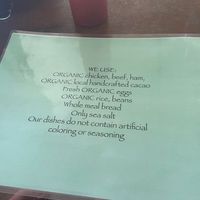 WE USE:
ORGANIC chicken, beef, ham,
ORGANIC local handcrafted cacao
Fresh ORGANIC eggs
ORGANIC rice, beans
Whole meal bread
Only sea salt
Our dishes do not contain artificial
coloring or seasoning